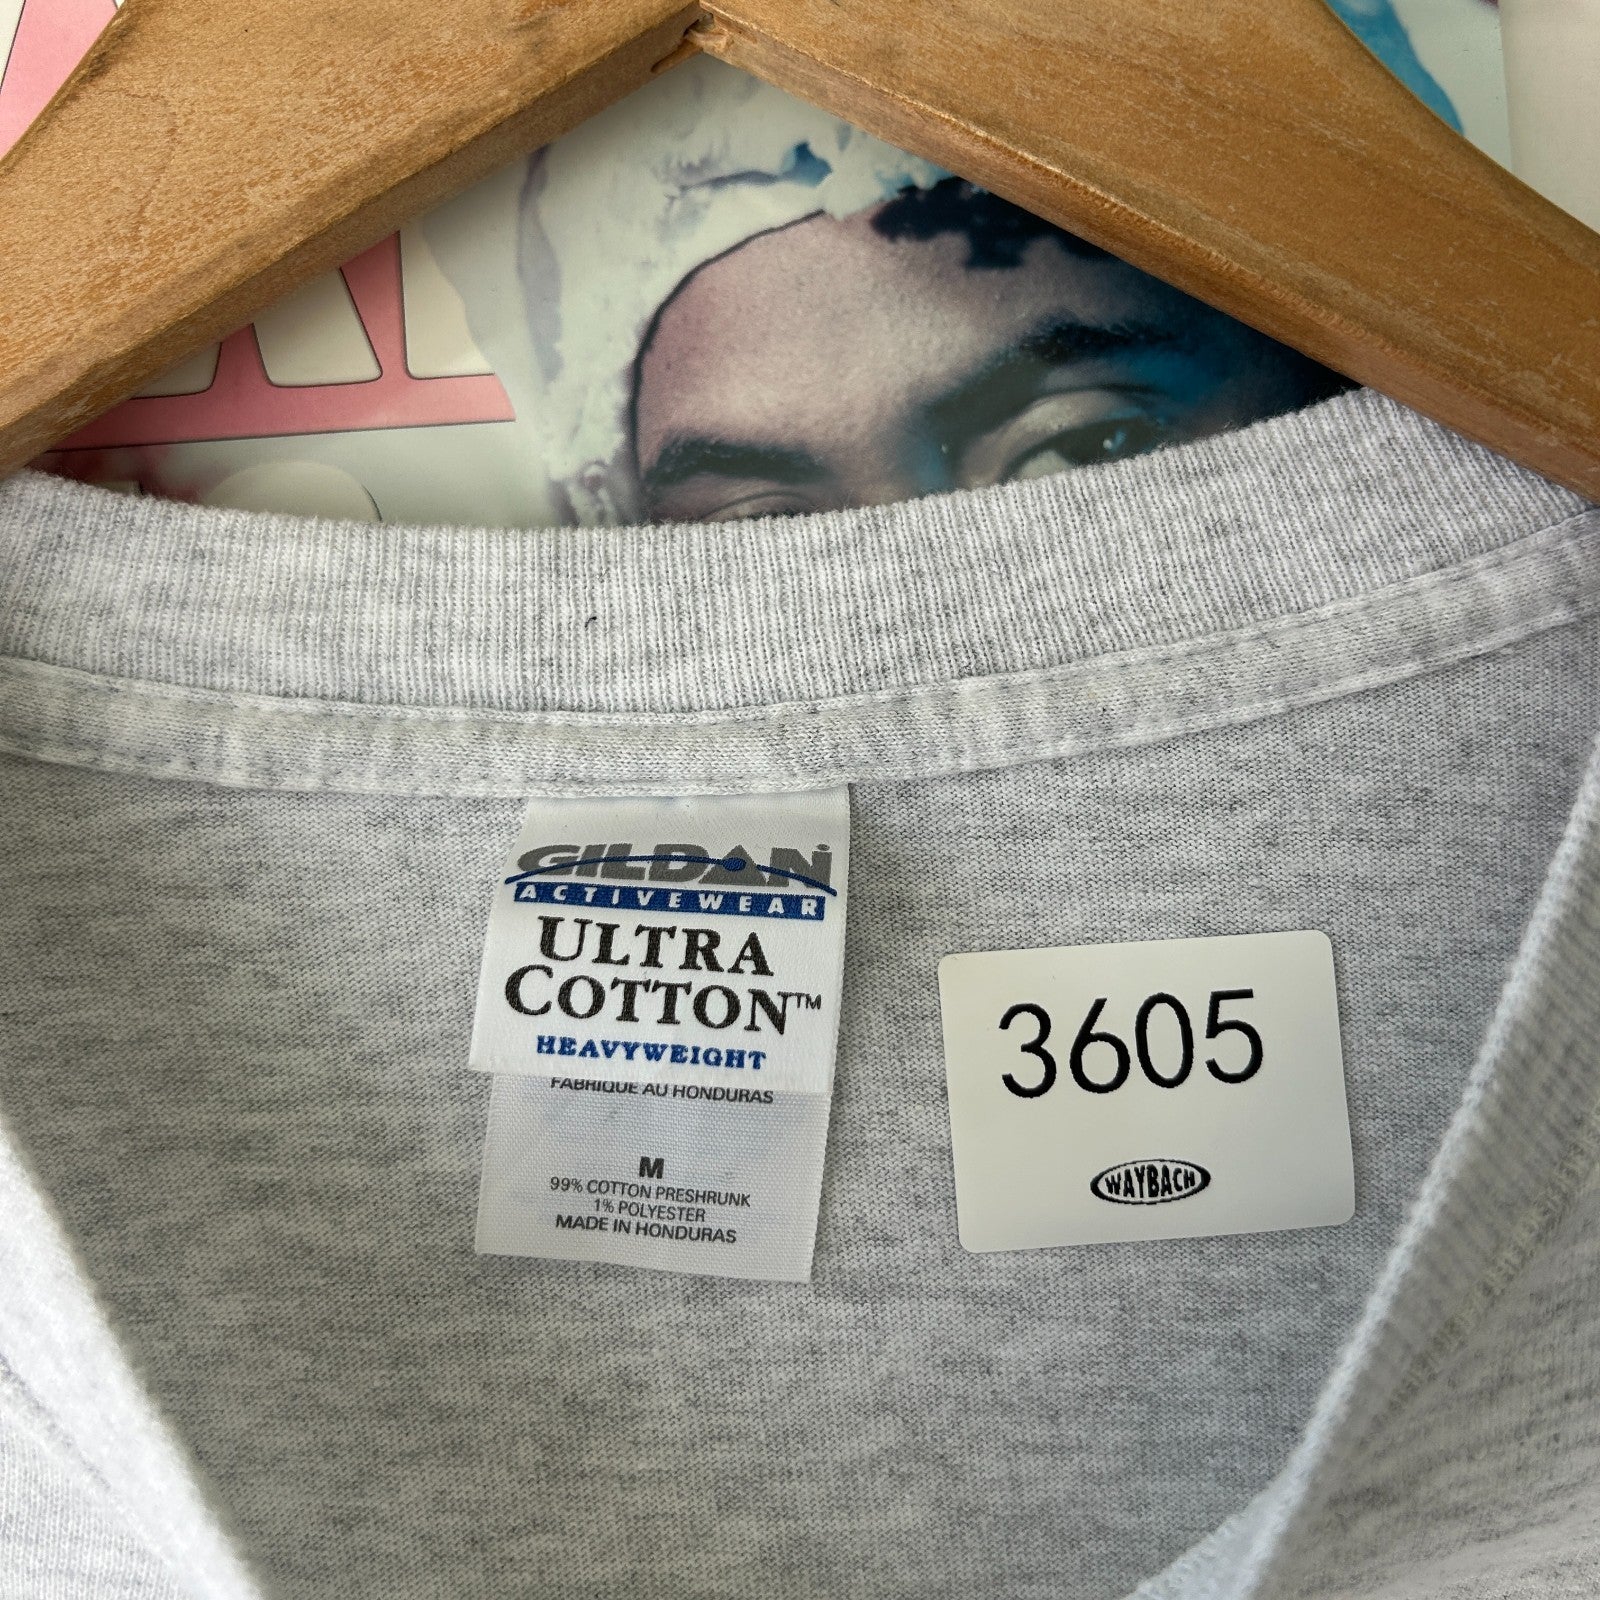 GILDAN
ACTIVEWEAR
ULTRA
COTTON™
HEAVYWEIGHT
FABRIQUE AU HONDURAS
M
99% COTTON PRESHRUNK
1% POLYESTER
MADE IN HONDURAS
3605
WAYBACH